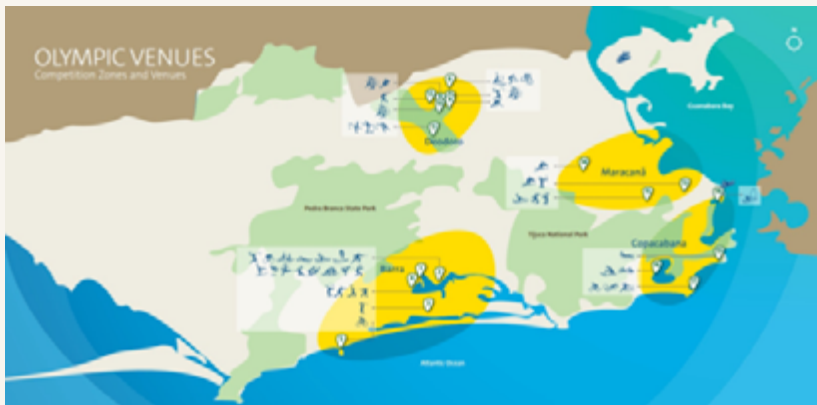 OLYMPIC VENUES
Competition Zones and Venues
Guanabara Bay
Deodoro
Maracanã
Pedra Branca State Park
Tijuca National Park
Copacabana
Barra
Atlantic Ocean